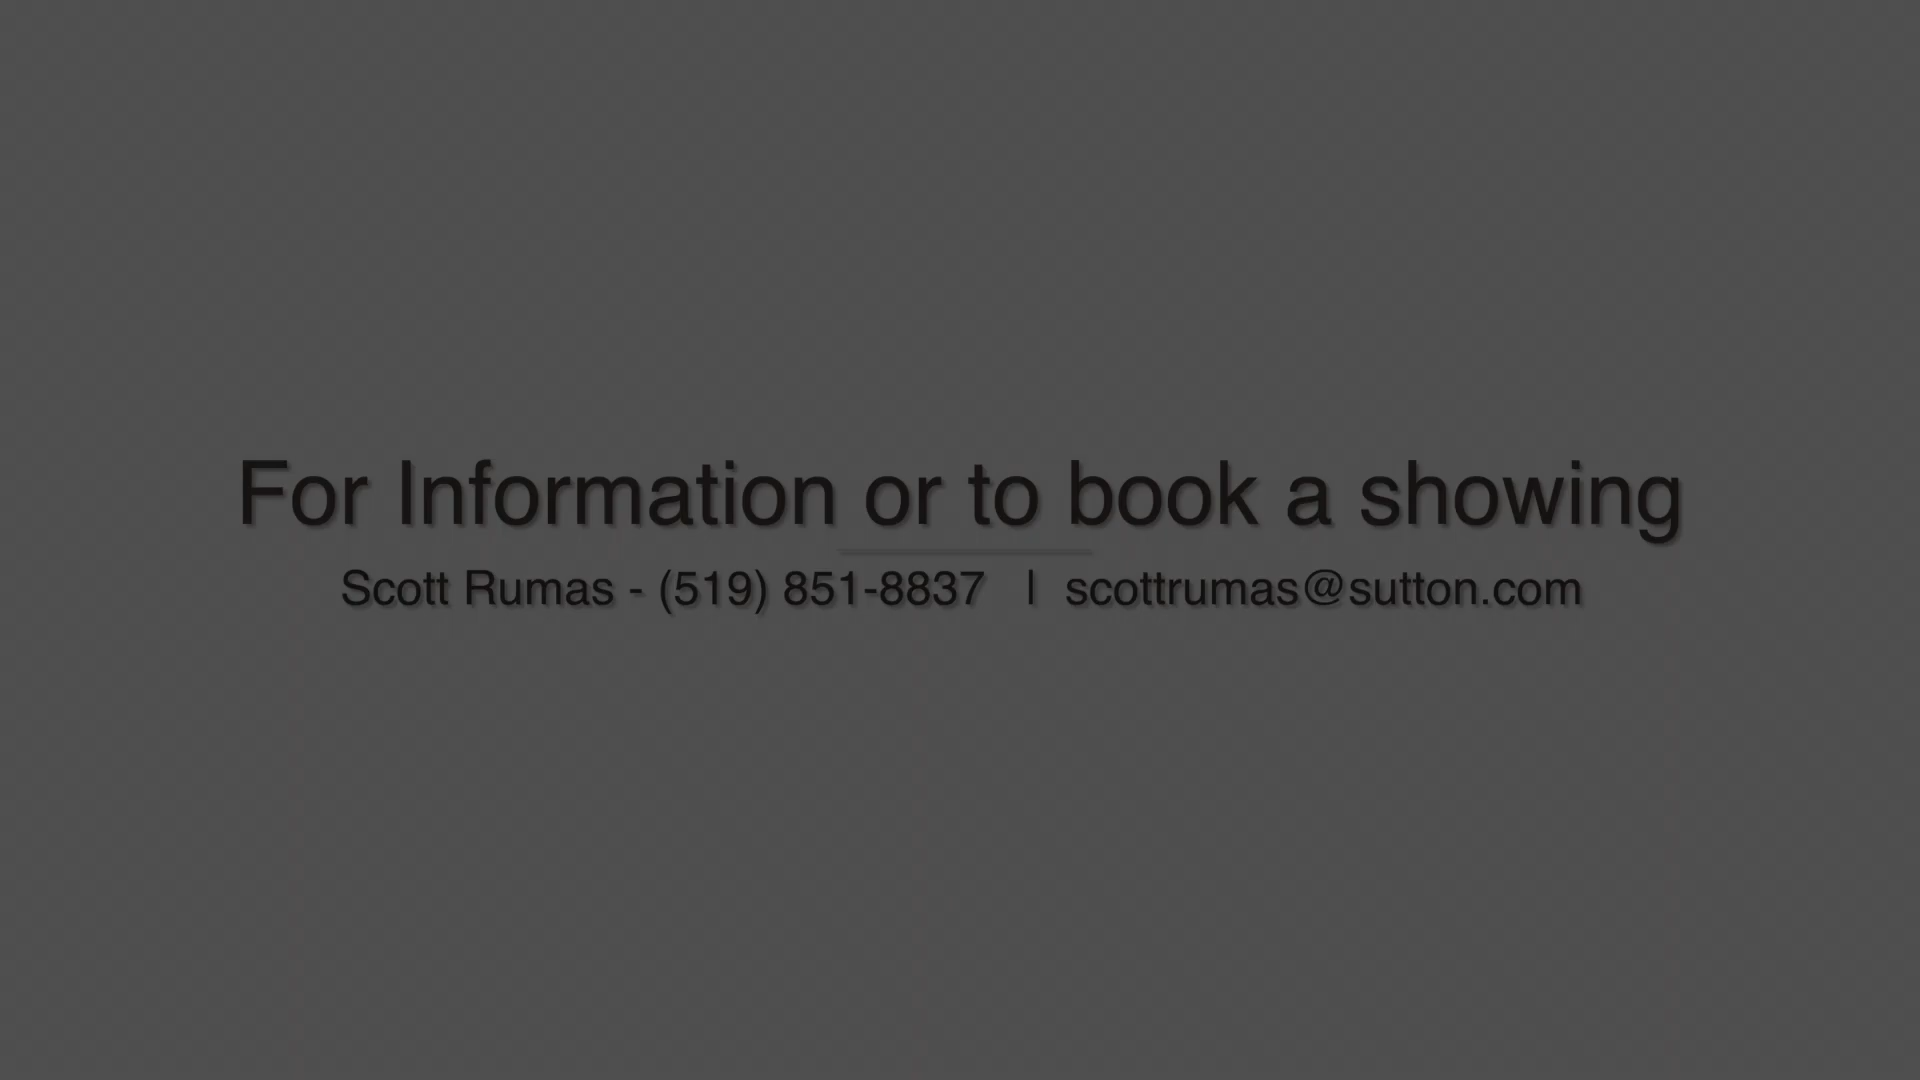 For Information or to book a showing
Scott Rumas - (519) 851-8837 | scottrumas@sutton.com